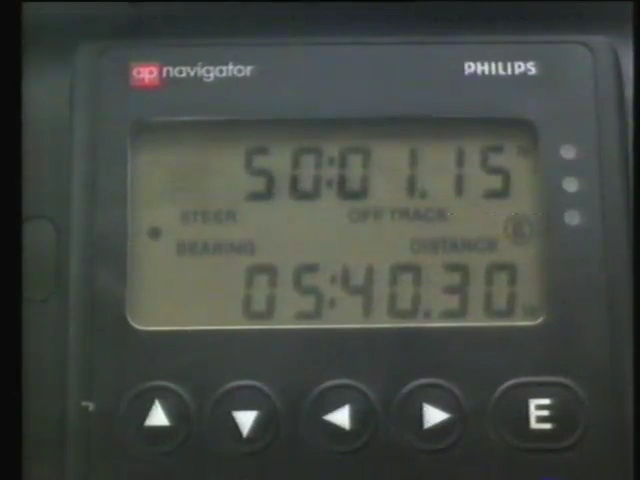 ap navigator PHILIPS
50:01.15
STEER OFF TRACK
BEARING DISTANCE
05:40.30
E